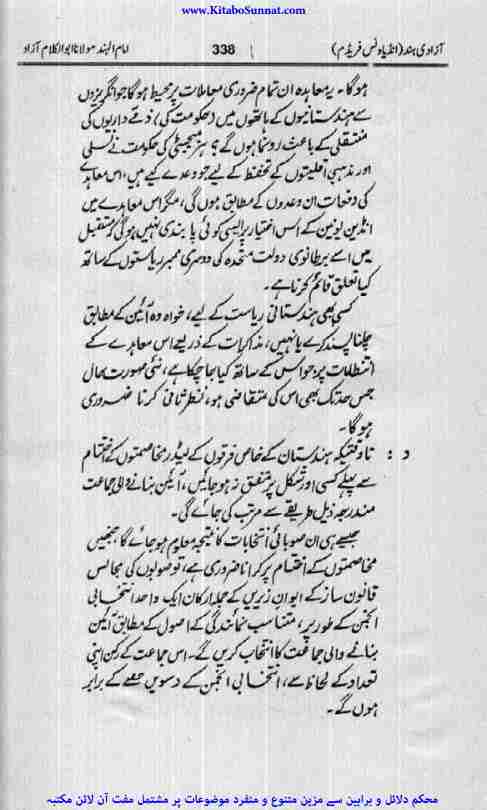 www.KitaboSunnat.com
آزادی ہند (انڈیا ونس فریڈم) 338 امام الہند مولانا ابوالکلام آزاد
ہوگا۔ یہ معاہدہ ان تمام ضروری معاملات پر محیط ہوگا جو انگریزوں
سے ہندستانیوں کے ہاتھوں میں (حکومت کی) ذمے داریوں کی
منتقلی کے باعث رونما ہوں گے؛ ہز میجسٹی کی حکومت نے نسلی
اور مذہبی اقلیتوں کے تحفظ کے لیے جو وعدے کیے ہیں، اس معاہدے
کی دفعات ان وعدوں کے مطابق ہوں گی، مگر اس معاہدے میں
انڈین یونین کے اس اختیار پر ایسی کوئی پابندی نہیں ہوگی کہ مستقبل
میں اسے برطانوی دولت متحدہ کی دوسری ممبر ریاستوں کے ساتھ
کیا تعلق قائم کرنا ہے۔
کسی بھی ہندستانی ریاست کے لیے، خواہ وہ آئین کے مطابق
چلنا پسند کرے یا نہیں، مذاکرات کے ذریعے اس معاہدے کے
انتظامات پر، جو اس کے ساتھ کیا جا چکا ہے، نئی صورت حال
جس حد تک بھی اس کی متقاضی ہو، نظر ثانی کرنا ضروری
ہوگا۔
د : تاوقتیکہ ہندستان کے خاص فرقوں کے لیڈر مخاصمتوں کے اختتام
سے پہلے کسی اور شکل پر متفق نہ ہو جائیں، آئین بنانے والی جماعت
مندرجہ ذیل طریقے سے مرتب کی جائے گی۔
جیسے ہی ان صوبائی انتخابات کا نتیجہ معلوم ہو جائے گا، جنھیں
مخاصمتوں کے اختتام پر کرانا ضروری ہے، تو صوبوں کی مجالس
قانون ساز کے ایوان زیریں کے جملہ ارکان ایک واحد انتخابی
انجمن کے طور پر، متناسب نمائندگی کے اصول کے مطابق آئین
بنانے والی جماعت کا انتخاب کریں گے۔ اس جماعت کے رکن اپنی
تعداد کے لحاظ سے، انتخابی انجمن کے دسویں حصے کے برابر
ہوں گے۔
محکم دلائل و براہین سے مزین متنوع و منفرد موضوعات پر مشتمل مفت آن لائن مکتبہ